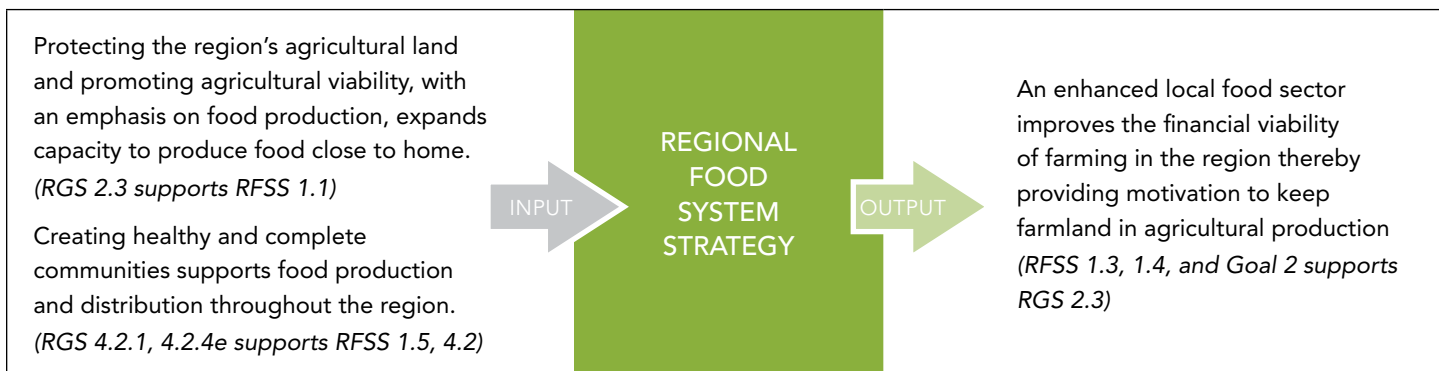 Protecting the region's agricultural land
and promoting agricultural viability, with
an emphasis on food production, expands
capacity to produce food close to home.
(RGS 2.3 supports RFSS 1.1)
Creating healthy and complete
communities supports food production
and distribution throughout the region.
(RGS 4.2.1, 4.2.4e supports RFSS 1.5, 4.2)
INPUT
REGIONAL
FOOD
SYSTEM
STRATEGY
OUTPUT
An enhanced local food sector
improves the financial viability
of farming in the region thereby
providing motivation to keep
farmland in agricultural production
(RFSS 1.3, 1.4, and Goal 2 supports
RGS 2.3)